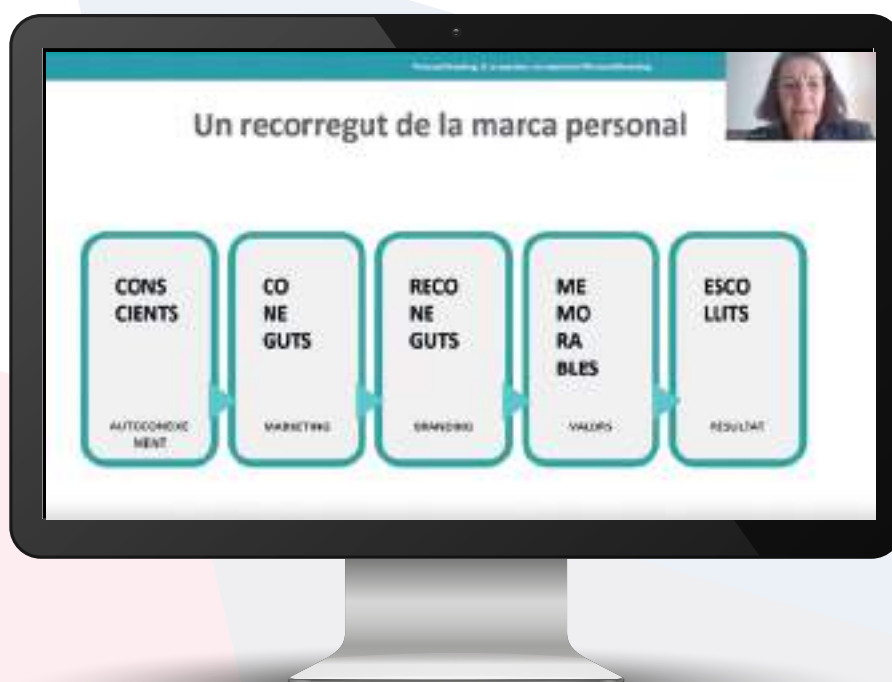 Un recorregut de la marca personal
CONS
CIENTS
AUTOCONEIXE
MENT
CO
NE
GUTS
MARKETING
RECO
NE
GUTS
BRANDING
ME
MO
RA
BLES
VALORS
ESCO
LLITS
RESULTAT